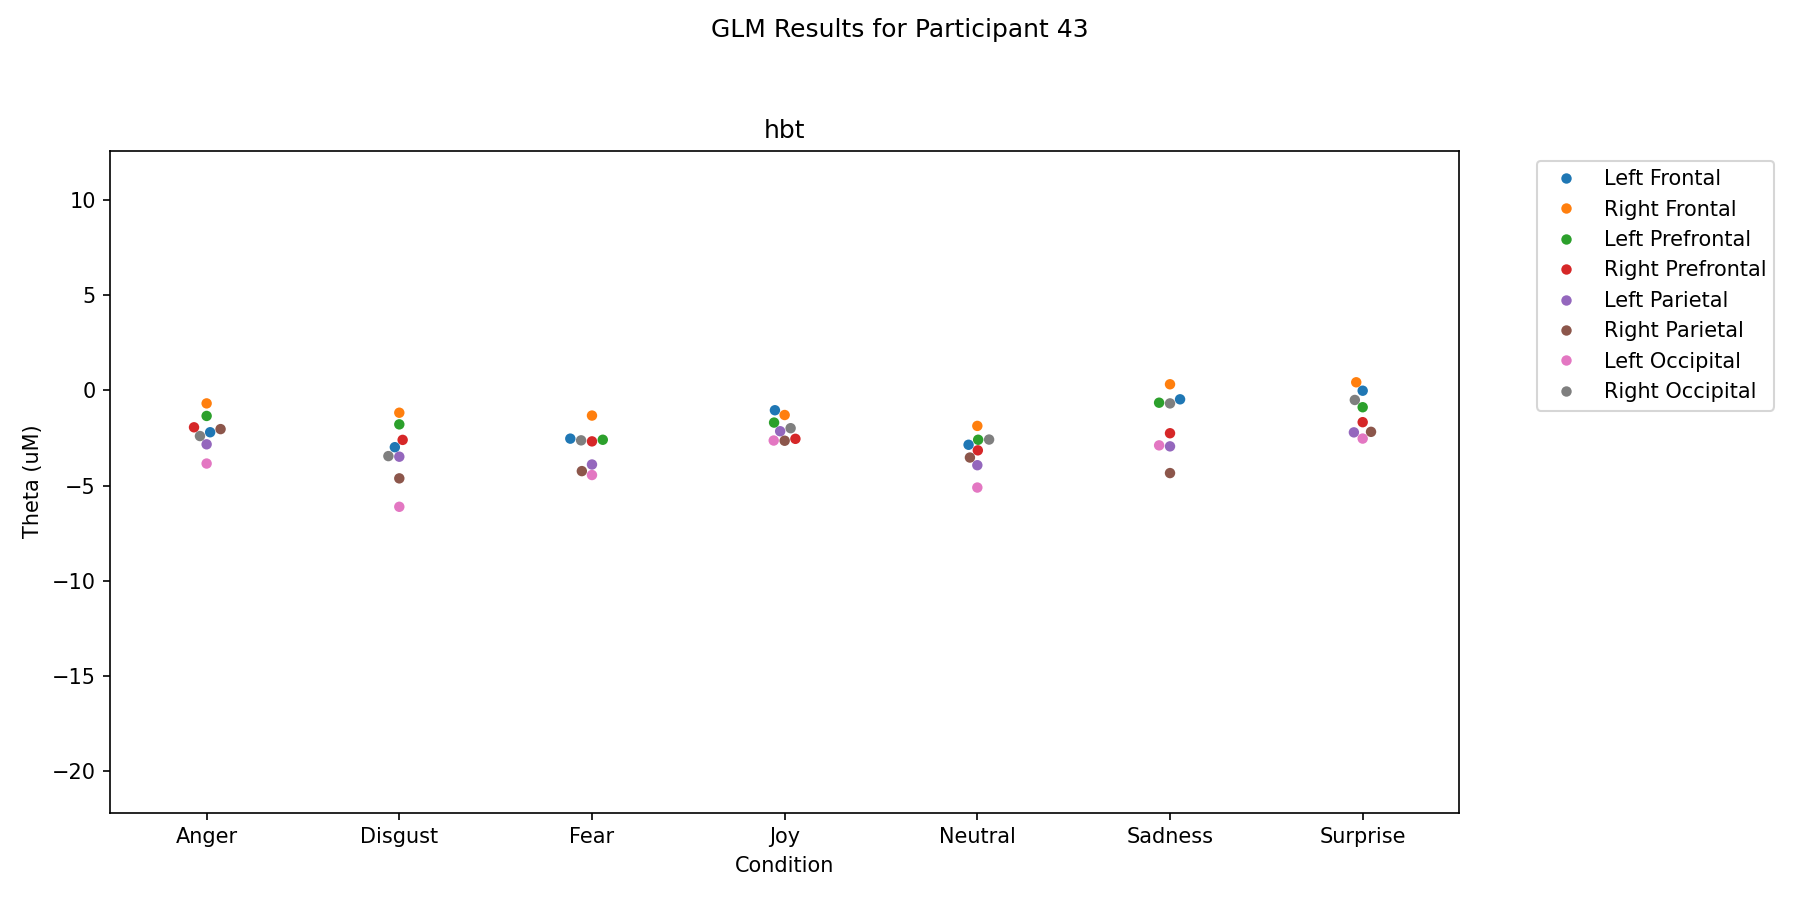 GLM Results for Participant 43
hbt
Theta (uM)
10
5
0
−5
−10
−15
−20
Anger
Disgust
Fear
Joy
Neutral
Sadness
Surprise
Condition
Left Frontal
Right Frontal
Left Prefrontal
Right Prefrontal
Left Parietal
Right Parietal
Left Occipital
Right Occipital